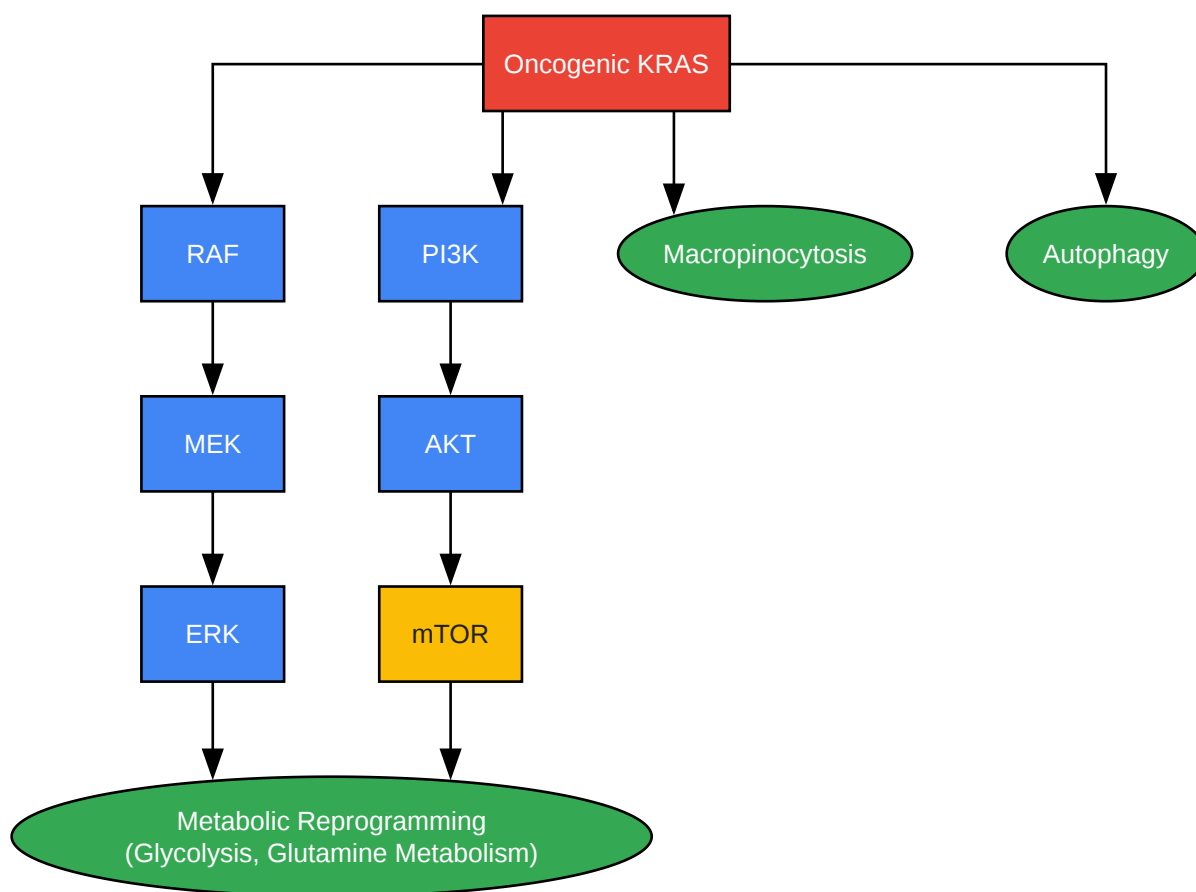 Oncogenic KRAS
RAF
PI3K
Macropinocytosis
Autophagy
MEK
AKT
ERK
mTOR
Metabolic Reprogramming
(Glycolysis, Glutamine Metabolism)